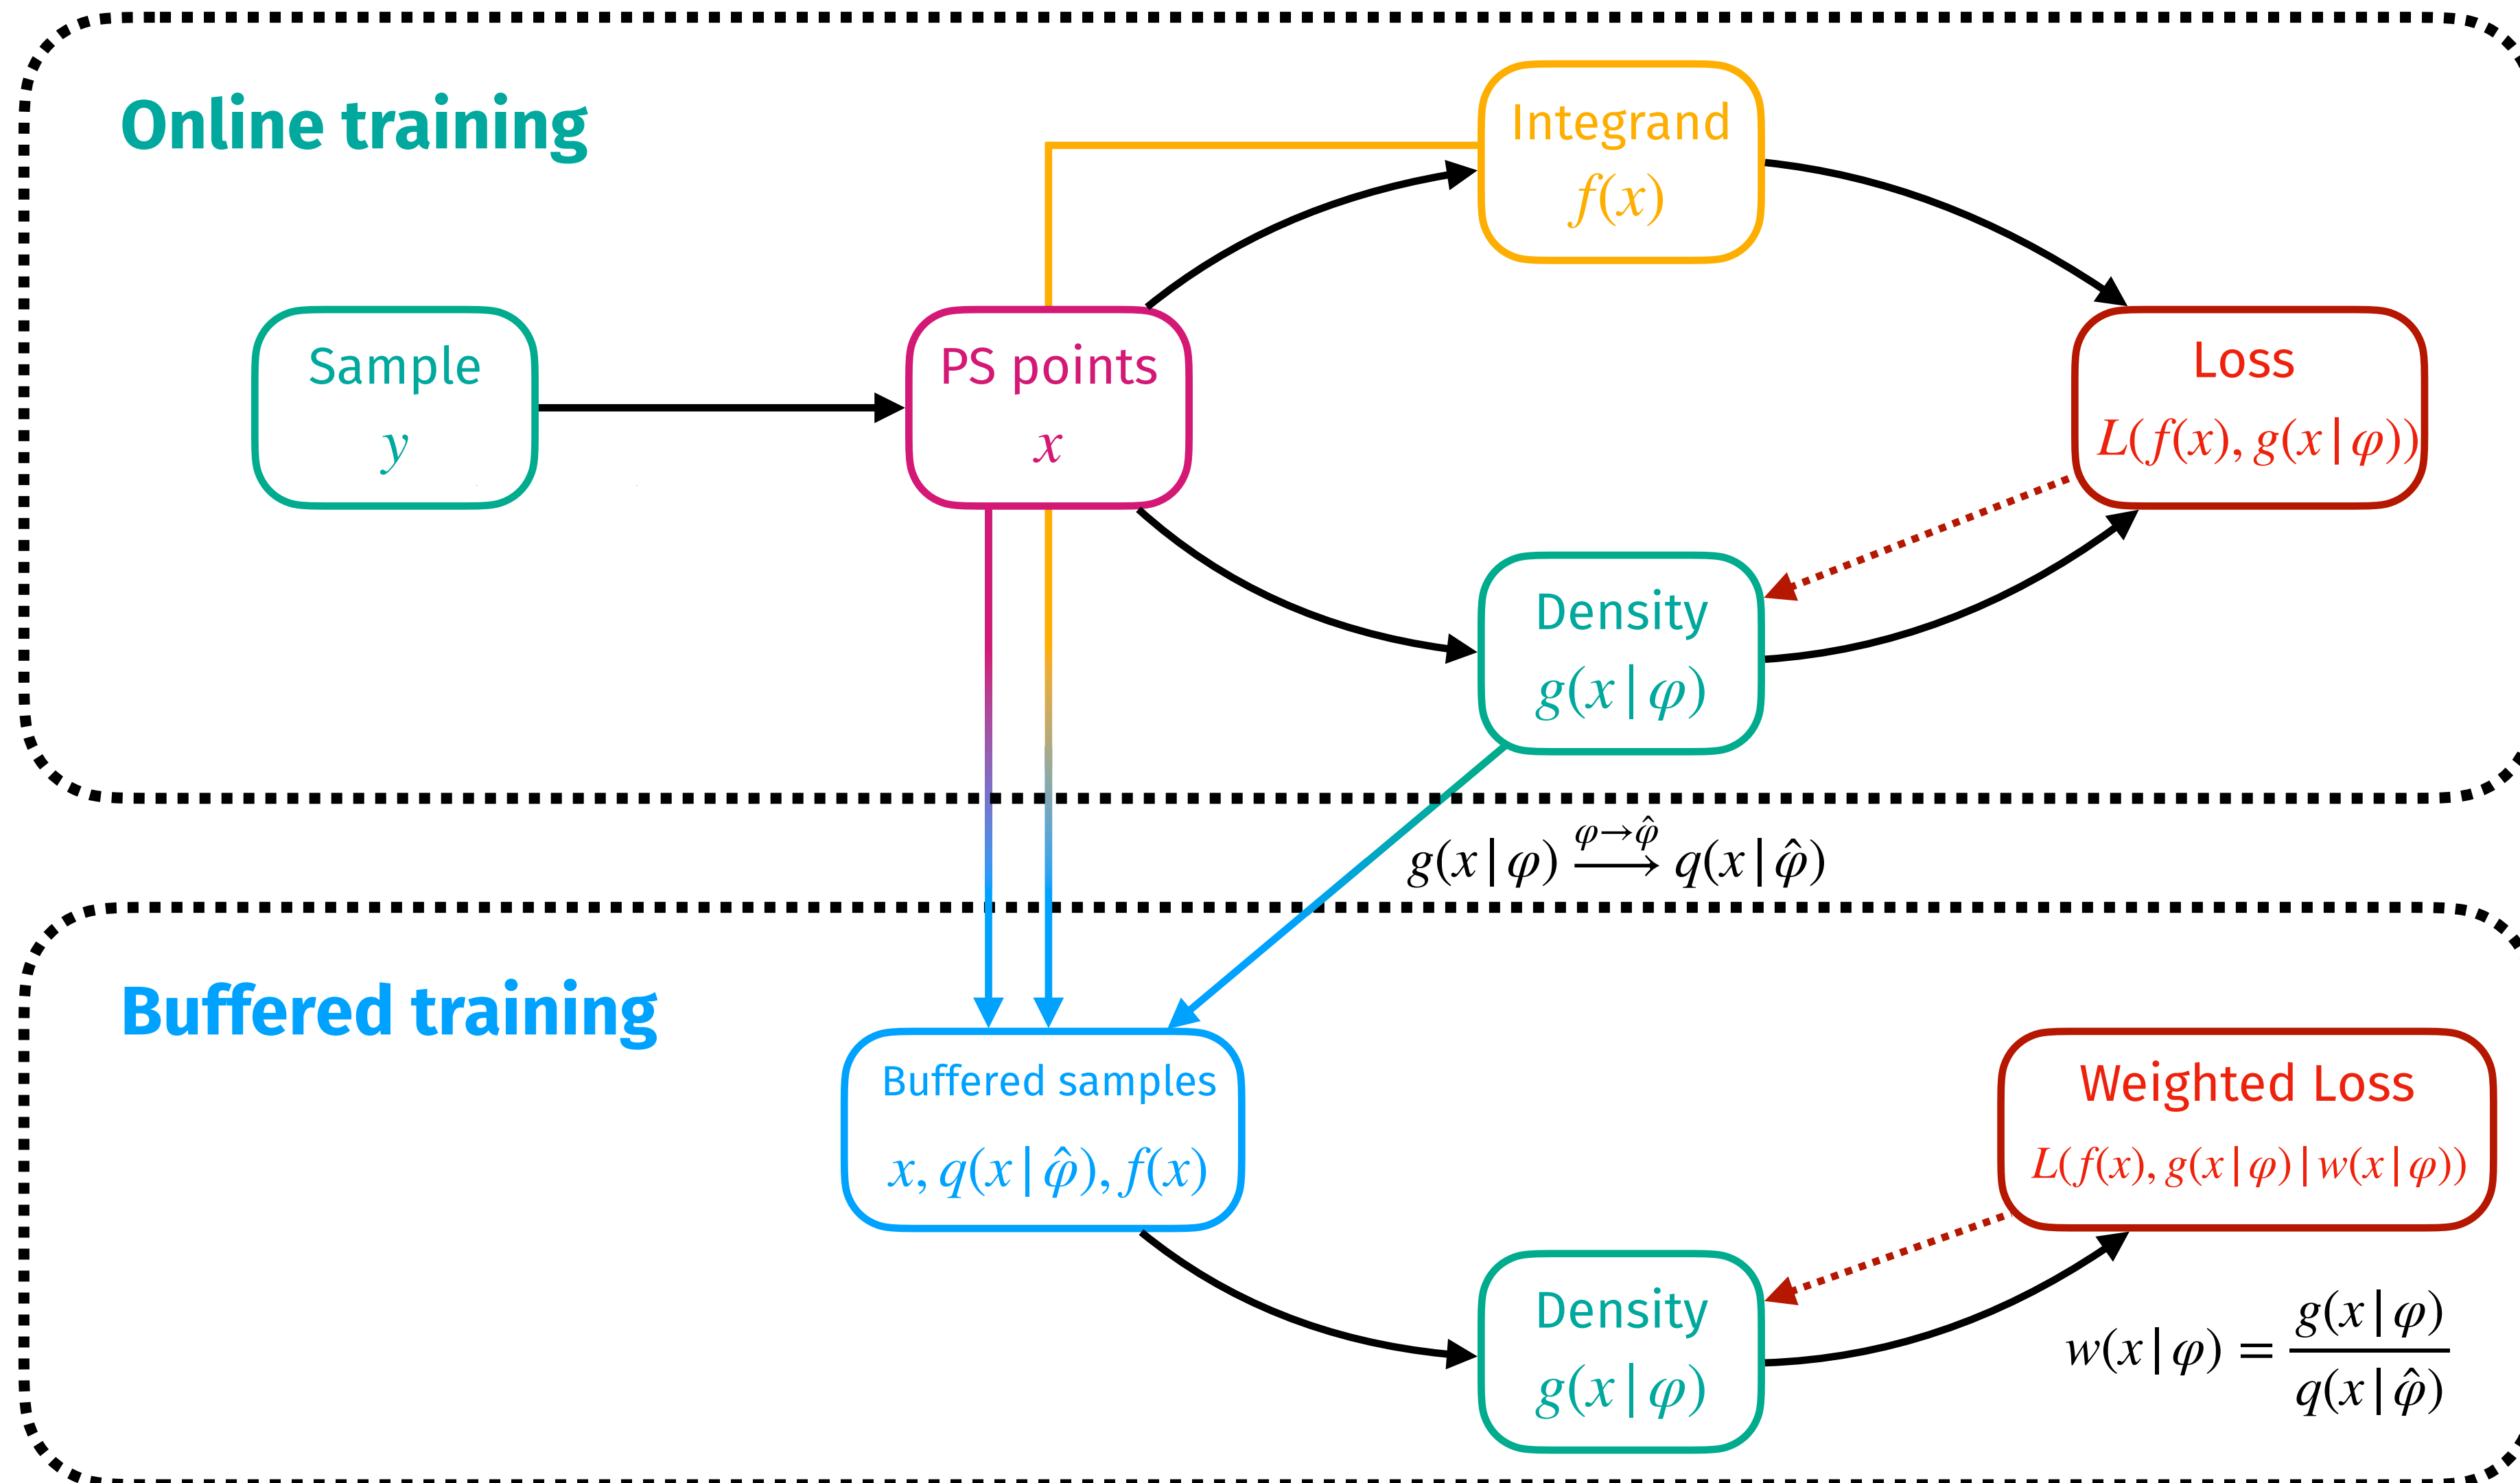 Online training
Integrand
f(x)
Sample
y
PS points
x
Loss
L(f(x), g(x|φ))
Density
g(x|φ)
g(x|φ) φ→φ̂ ⟶ q(x|φ̂)
Buffered training
Buffered samples
x, q(x|φ̂), f(x)
Weighted Loss
L(f(x), g(x|φ)|w(x|φ))
Density
g(x|φ)
w(x|φ) = g(x|φ) / q(x|φ̂)